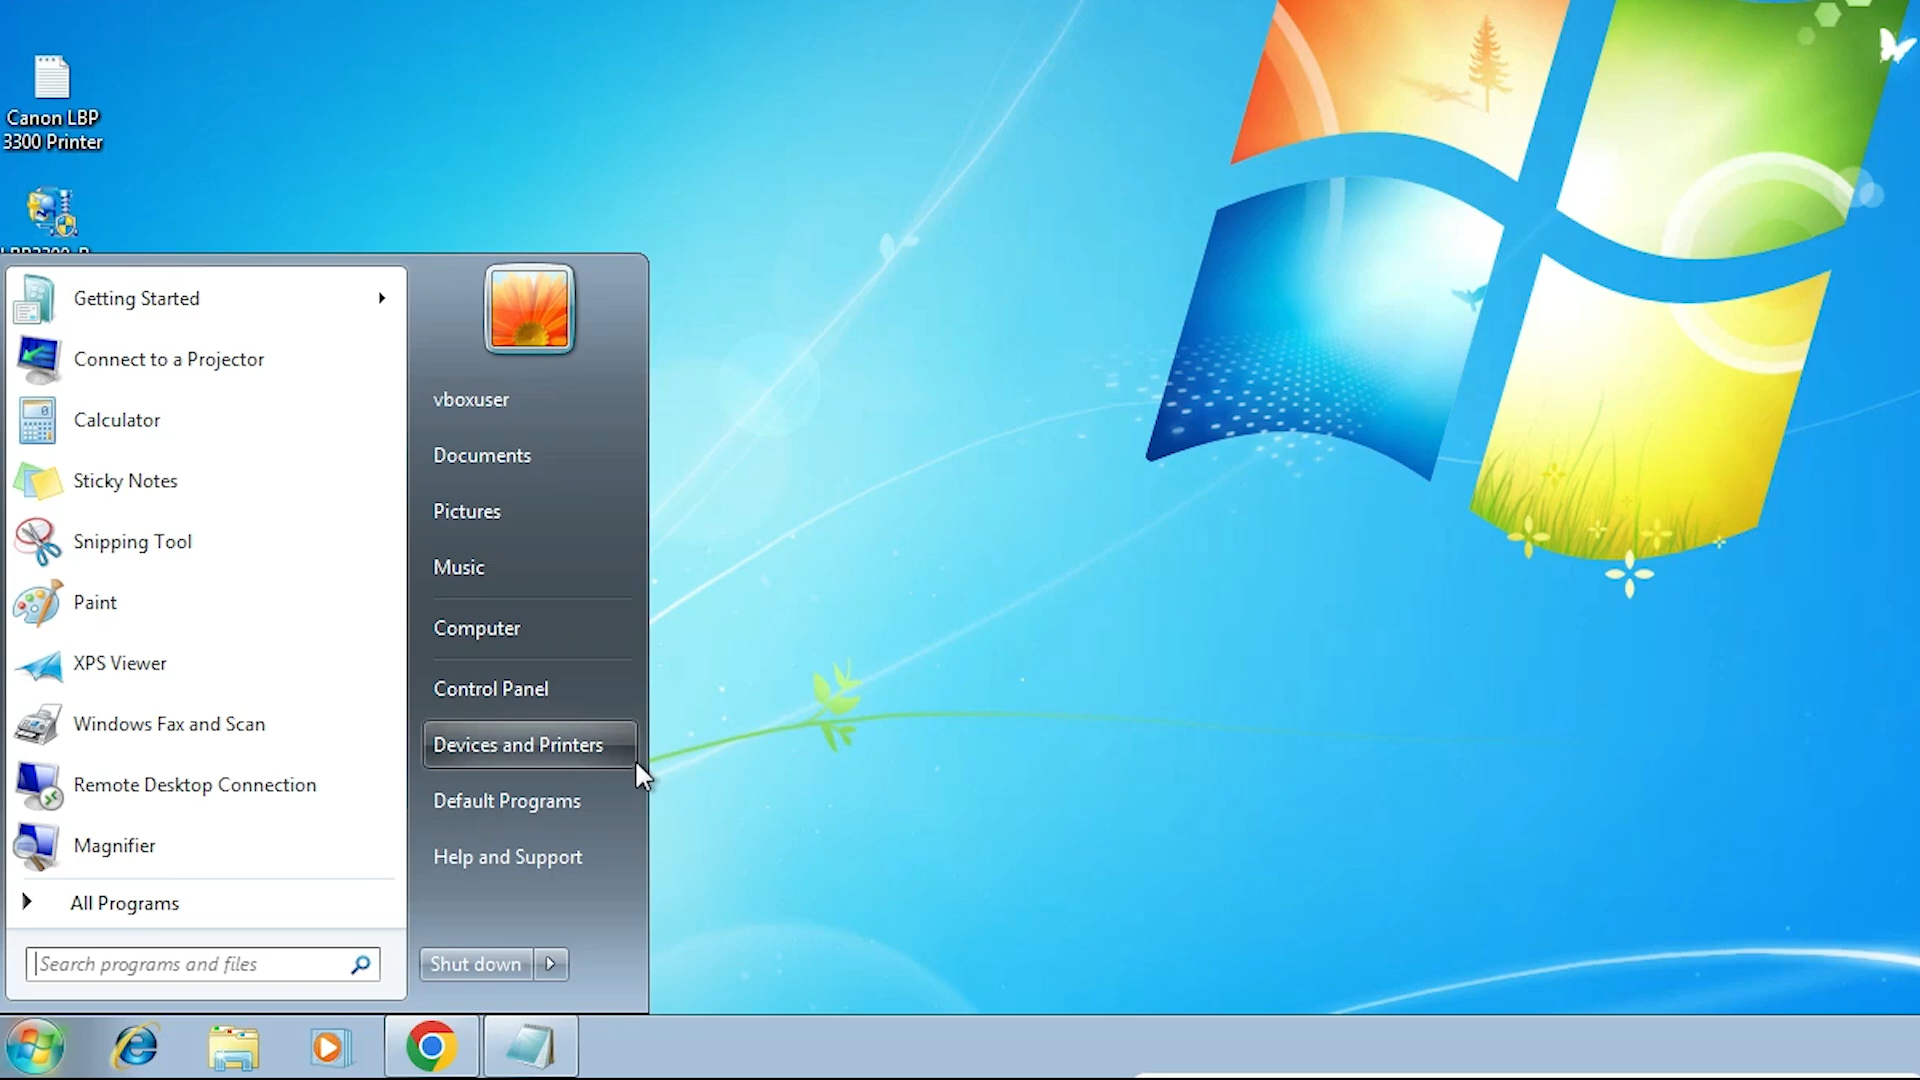 Canon LBP
3300 Printer
Getting Started
Connect to a Projector
Calculator
Sticky Notes
Snipping Tool
Paint
XPS Viewer
Windows Fax and Scan
Remote Desktop Connection
Magnifier
All Programs
Search programs and files
vboxuser
Documents
Pictures
Music
Computer
Control Panel
Devices and Printers
Default Programs
Help and Support
Shut down